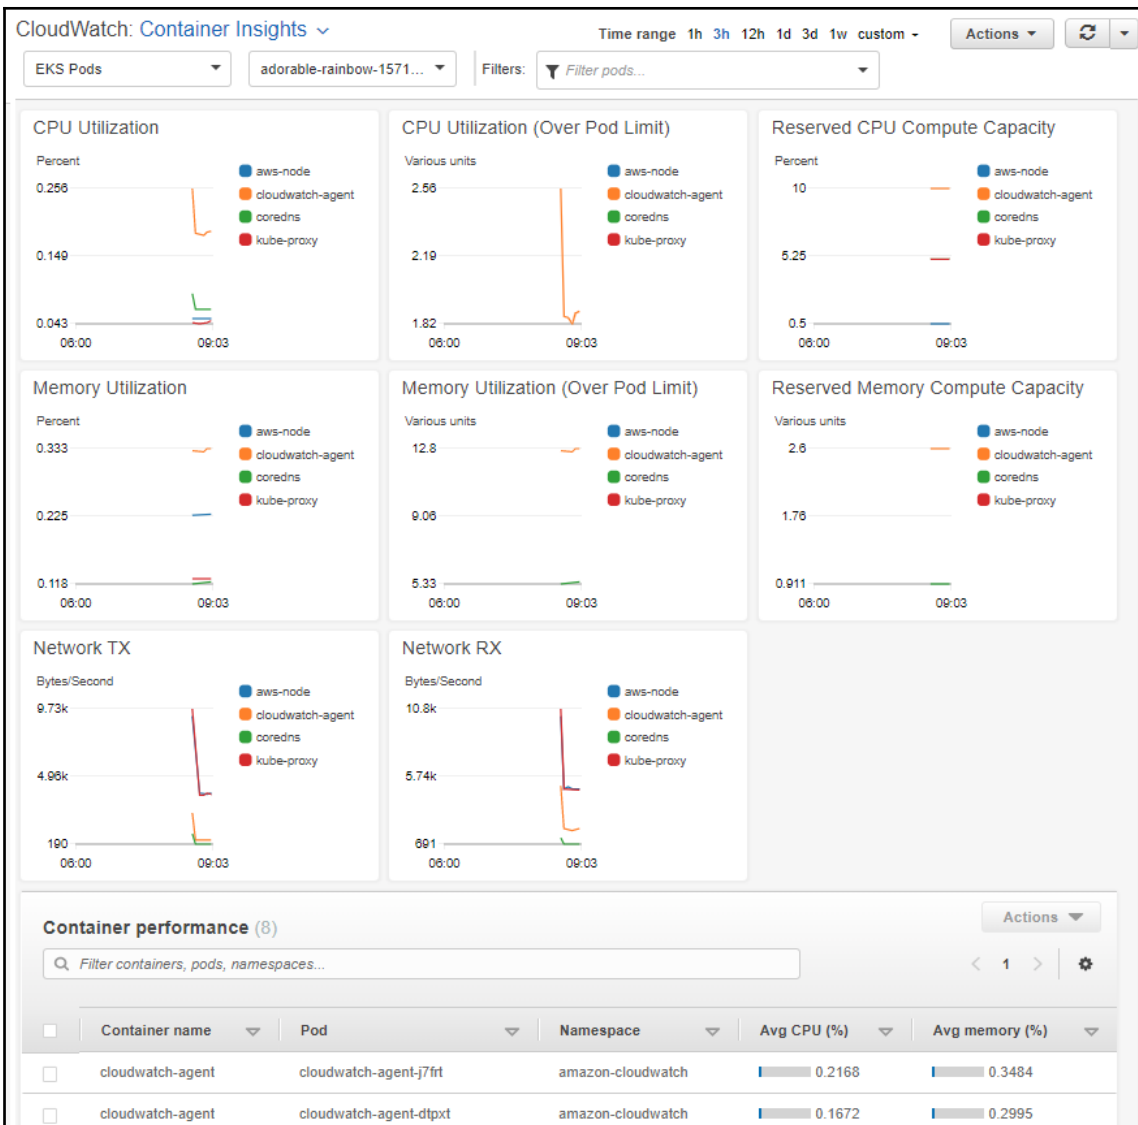 CloudWatch: Container Insights
Time range 1h 3h 12h 1d 3d 1w custom
Actions
EKS Pods
adorable-rainbow-1571...
Filters:
Filter pods...
CPU Utilization
Percent
0.256
0.149
0.043
06:00
09:03
aws-node
cloudwatch-agent
coredns
kube-proxy
CPU Utilization (Over Pod Limit)
Various units
2.56
2.19
1.82
06:00
09:03
aws-node
cloudwatch-agent
coredns
kube-proxy
Reserved CPU Compute Capacity
Percent
10
5.25
0.5
06:00
09:03
aws-node
cloudwatch-agent
coredns
kube-proxy
Memory Utilization
Percent
0.333
0.225
0.118
06:00
09:03
aws-node
cloudwatch-agent
coredns
kube-proxy
Memory Utilization (Over Pod Limit)
Various units
12.8
9.06
5.33
06:00
09:03
aws-node
cloudwatch-agent
coredns
kube-proxy
Reserved Memory Compute Capacity
Various units
2.6
1.76
0.911
06:00
09:03
aws-node
cloudwatch-agent
coredns
kube-proxy
Network TX
Bytes/Second
9.73k
4.96k
190
06:00
09:03
aws-node
cloudwatch-agent
coredns
kube-proxy
Network RX
Bytes/Second
10.8k
5.74k
691
06:00
09:03
aws-node
cloudwatch-agent
coredns
kube-proxy
Container performance (8)
Actions
Filter containers, pods, namespaces...
1
Container name Pod Namespace Avg CPU (%) Avg memory (%)
cloudwatch-agent cloudwatch-agent-j7frt amazon-cloudwatch 0.2168 0.3484
cloudwatch-agent cloudwatch-agent-dtpxt amazon-cloudwatch 0.1672 0.2995